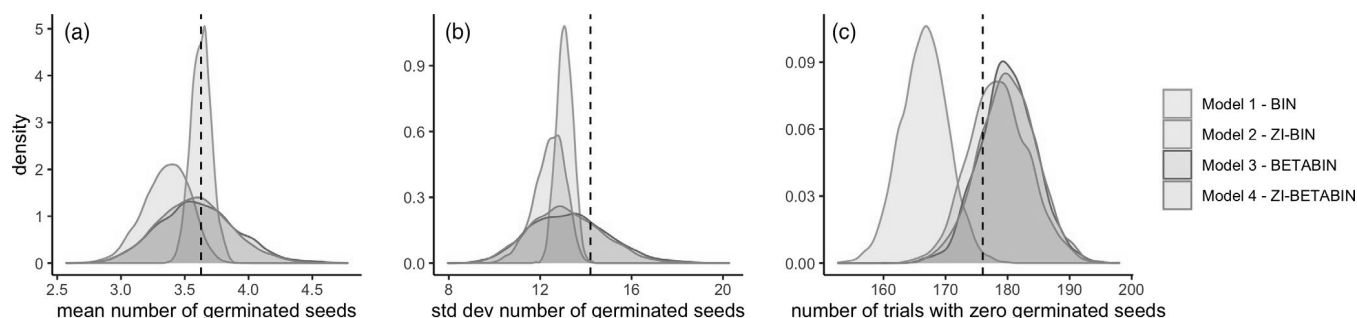 (a)
(b)
(c)
density
5
4
3
2
1
0
2.5 3.0 3.5 4.0 4.5
mean number of germinated seeds
0.9
0.6
0.3
0.0
8 12 16 20
std dev number of germinated seeds
0.09
0.06
0.03
0.00
160 170 180 190 200
number of trials with zero germinated seeds
Model 1 - BIN
Model 2 - ZI-BIN
Model 3 - BETABIN
Model 4 - ZI-BETABIN